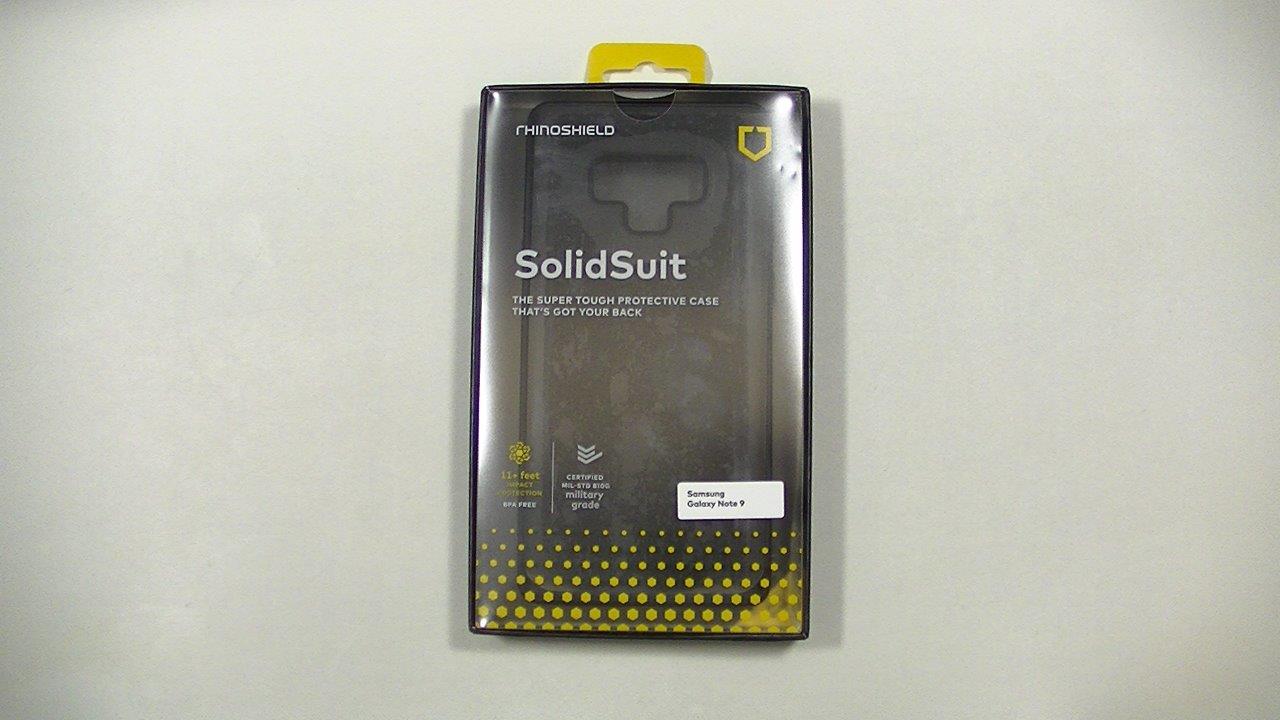 rHINOSHIELD
SolidSuit
THE SUPER TOUGH PROTECTIVE CASE
THAT'S GOT YOUR BACK
11+ feet
IMPACT
PROTECTION
BPA FREE
CERTIFIED
MIL-STD 810G
military
grade
Samsung
Galaxy Note 9